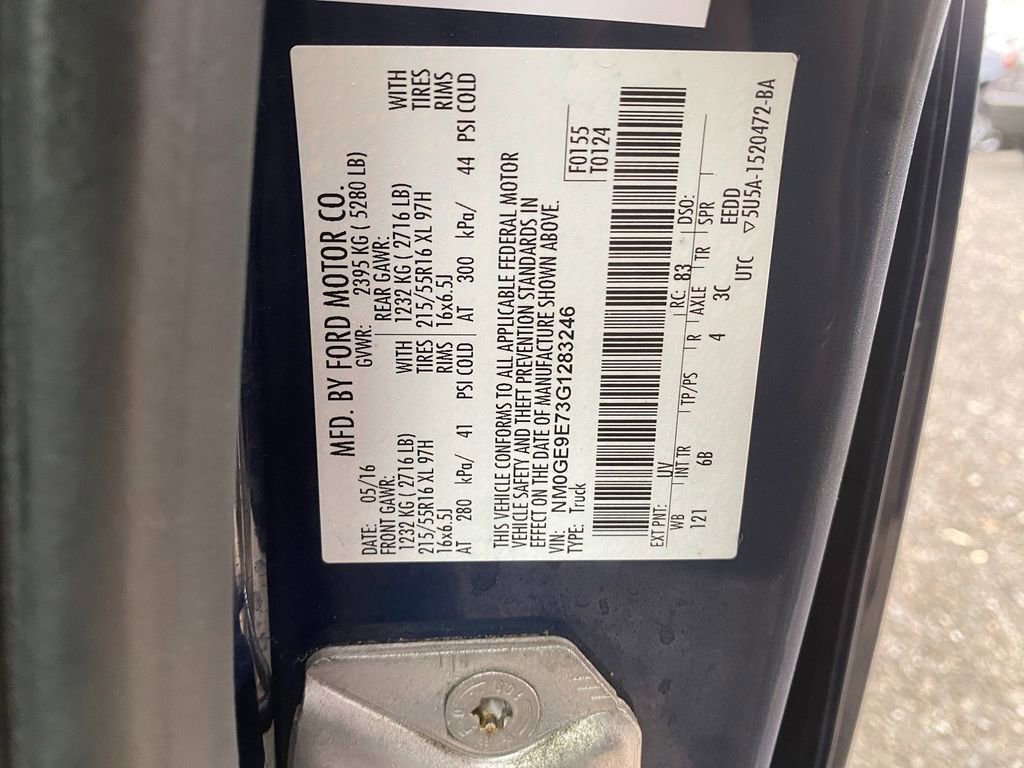 MFD. BY FORD MOTOR CO.
DATE: 05/16 GVWR: 2395 KG ( 5280 LB)
FRONT GAWR: REAR GAWR:
1232 KG ( 2716 LB) WITH 1232 KG ( 2716 LB) WITH
215/55R16 XL 97H TIRES 215/55R16 XL 97H TIRES
16x6.5J RIMS 16x6.5J RIMS
AT 280 kPa/ 41 PSI COLD AT 300 kPa/ 44 PSI COLD
THIS VEHICLE CONFORMS TO ALL APPLICABLE FEDERAL MOTOR
VEHICLE SAFETY AND THEFT PREVENTION STANDARDS IN
EFFECT ON THE DATE OF MANUFACTURE SHOWN ABOVE.
VIN: NM0GE9E73G1283246
TYPE: Truck
F0155
T0124
EXT PNT: UV RC: 83 DSO:
WB INT TR TP/PS R AXLE TR SPR
121 6B 4 3C EEDD
UTC ▽5U5A-1520472-BA